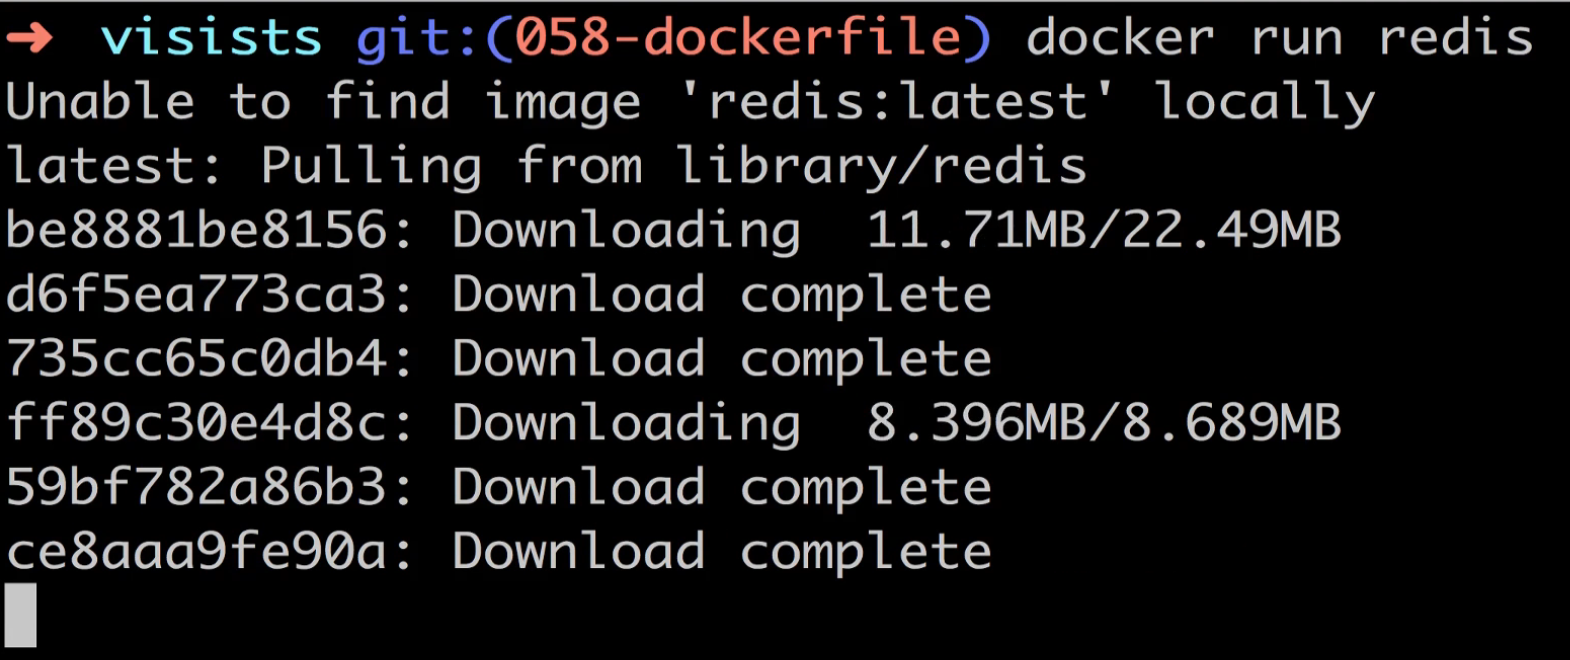 ➜ visists git:(058-dockerfile) docker run redis
Unable to find image 'redis:latest' locally
latest: Pulling from library/redis
be8881be8156: Downloading  11.71MB/22.49MB
d6f5ea773ca3: Download complete
735cc65c0db4: Download complete
ff89c30e4d8c: Downloading  8.396MB/8.689MB
59bf782a86b3: Download complete
ce8aaa9fe90a: Download complete